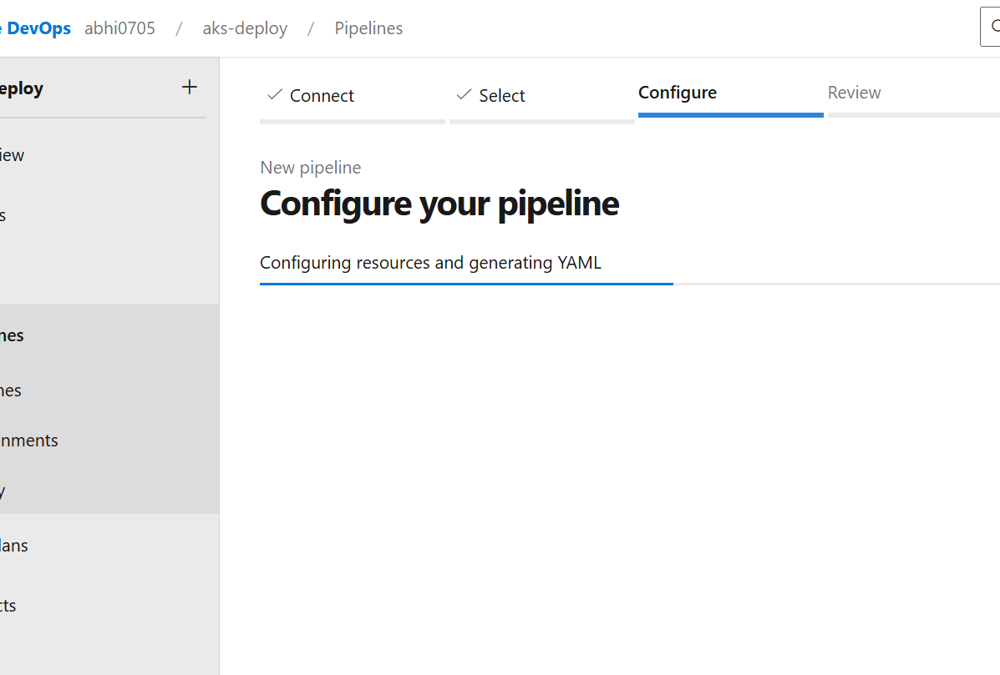 DevOps abhi0705 / aks-deploy / Pipelines
eploy +
iew
s
nes
nes
nments
y
lans
cts
Connect Select Configure Review
New pipeline
Configure your pipeline
Configuring resources and generating YAML